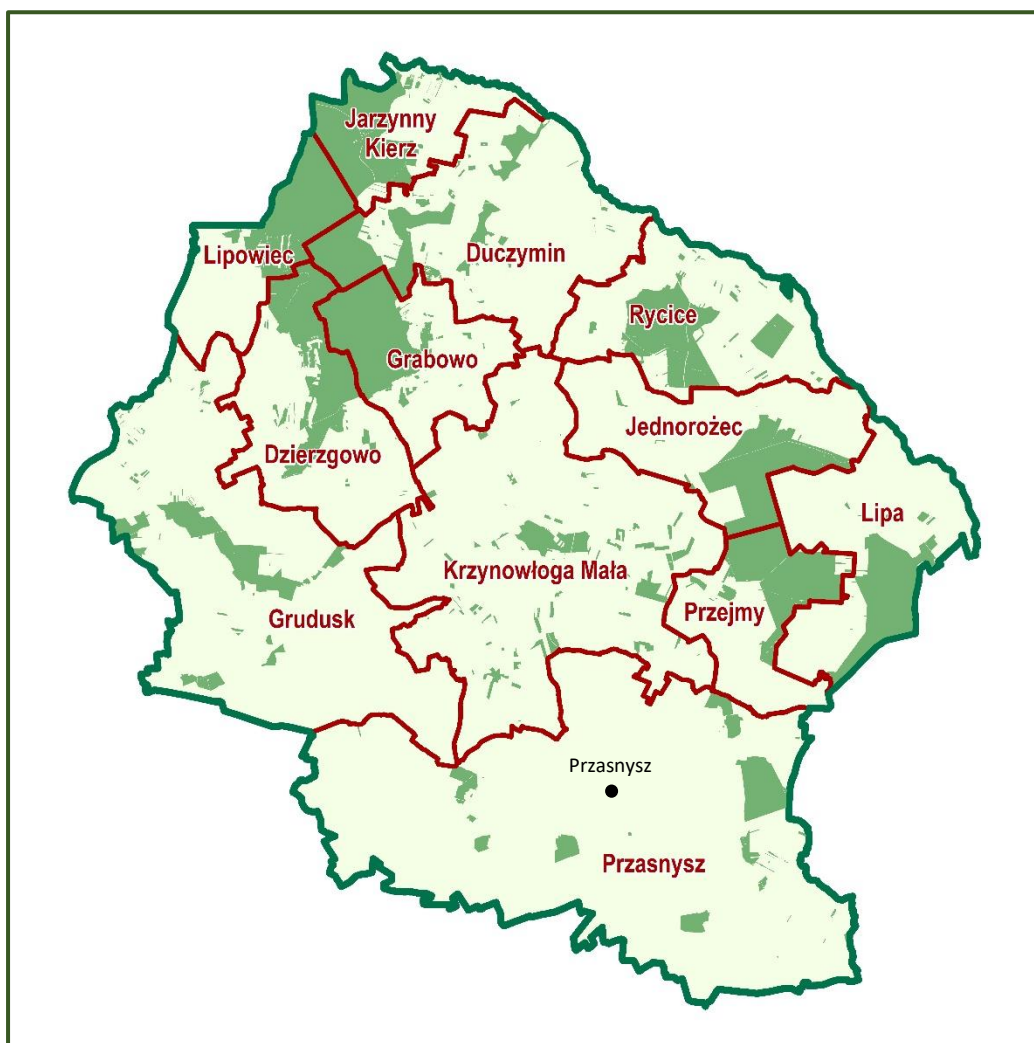 Jarzynny
Kierz
Lipowiec
Duczymin
Rycice
Grabowo
Jednorożec
Dzierzgowo
Lipa
Krzynowłoga Mała
Przejmy
Grudusk
Przasnysz
Przasnysz